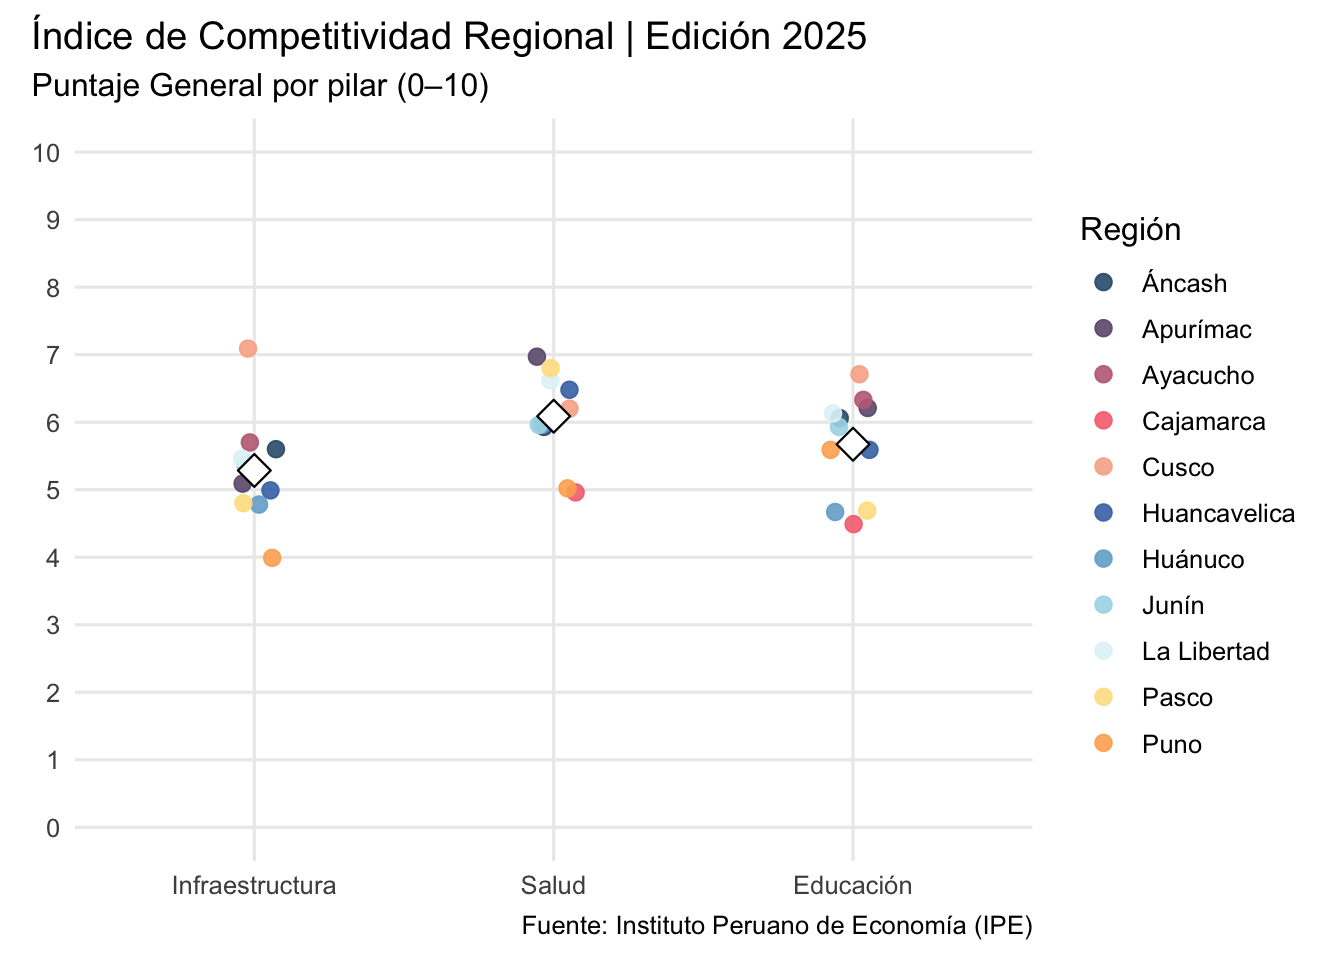 Índice de Competitividad Regional | Edición 2025
Puntaje General por pilar (0–10)
10
9
8
7
6
5
4
3
2
1
0
Infraestructura
Salud
Educación
Región
Áncash
Apurímac
Ayacucho
Cajamarca
Cusco
Huancavelica
Huánuco
Junín
La Libertad
Pasco
Puno
Fuente: Instituto Peruano de Economía (IPE)